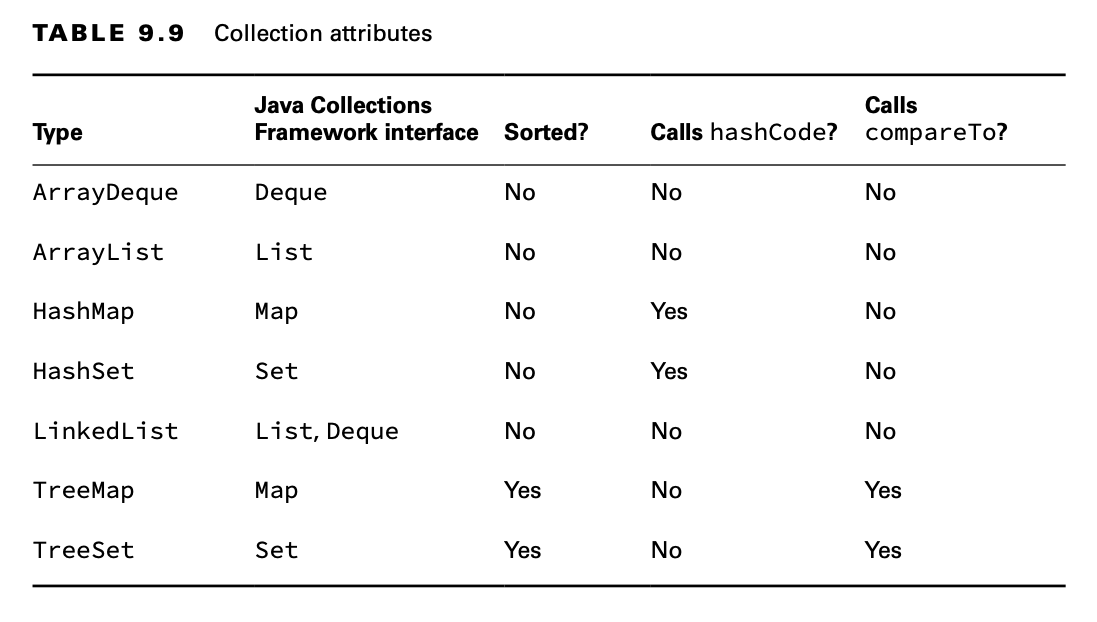 TABLE 9.9 Collection attributes
Type Java Collections Framework interface Sorted? Calls hashCode? Calls compareTo?
ArrayDeque Deque No No No
ArrayList List No No No
HashMap Map No Yes No
HashSet Set No Yes No
LinkedList List, Deque No No No
TreeMap Map Yes No Yes
TreeSet Set Yes No Yes